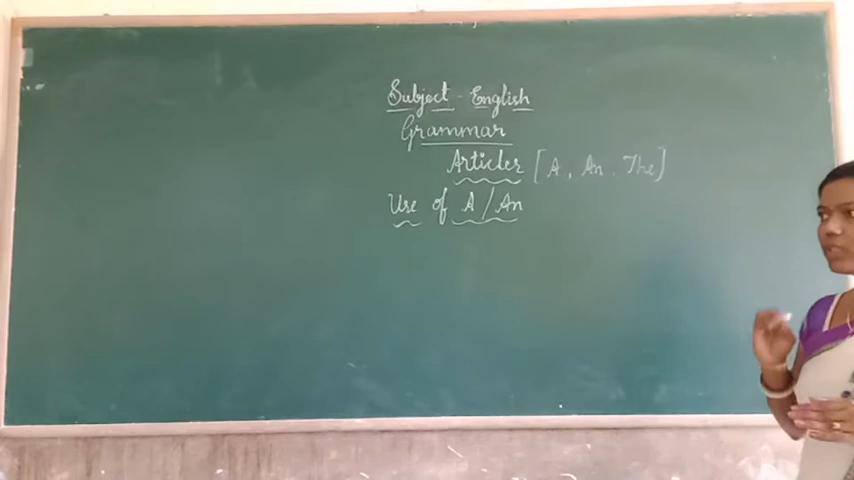 Subject - English
Grammar
Articles [A, An. The]
Use of A/An